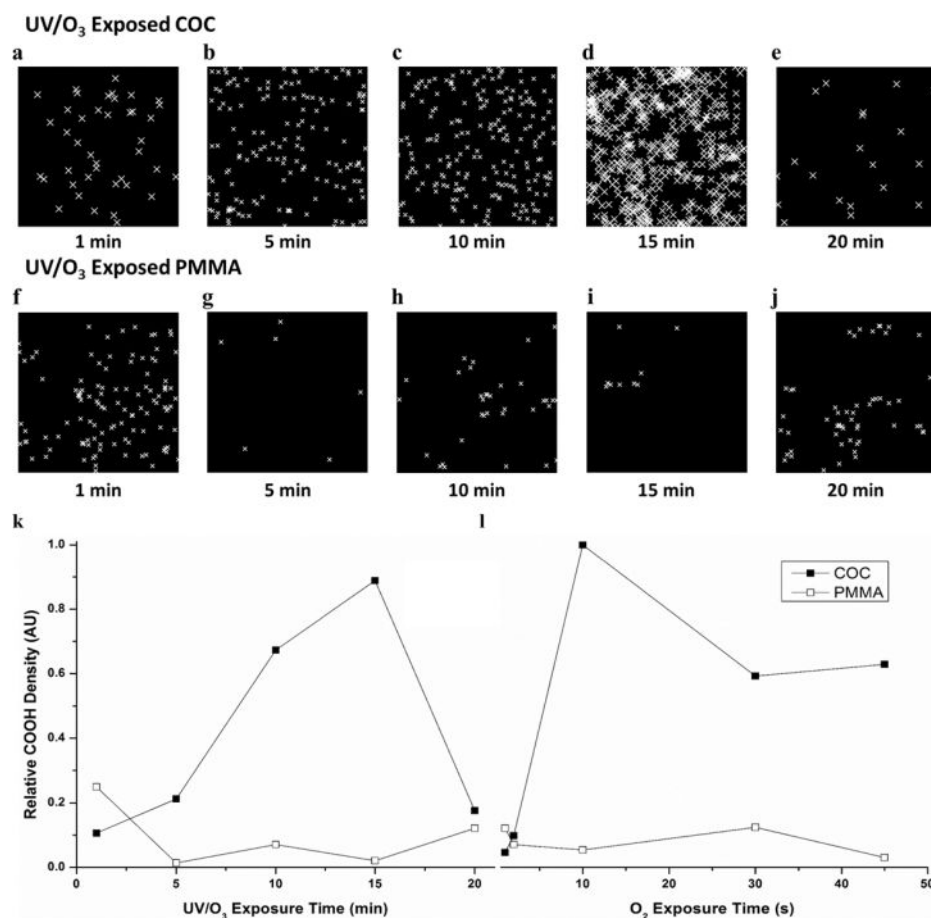 UV/O₃ Exposed COC
a b c d e
1 min 5 min 10 min 15 min 20 min
UV/O₃ Exposed PMMA
f g h i j
1 min 5 min 10 min 15 min 20 min
k l
1.0
0.8
0.6
0.4
0.2
0.0
Relative COOH Density (AU)
COC
PMMA
0 5 10 15 20 10 20 30 40 50
UV/O₃ Exposure Time (min) O₂ Exposure Time (s)